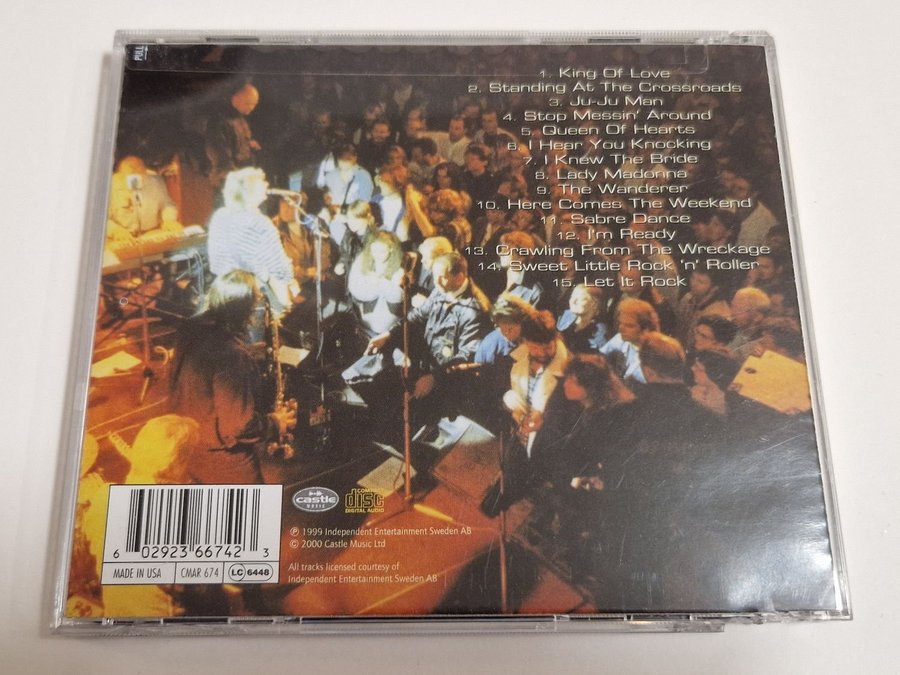 PULL
1. King Of Love
2. Standing At The Crossroads
3. Ju-Ju Man
4. Stop Messin' Around
5. Queen Of Hearts
6. I Hear You Knocking
7. I Knew The Bride
8. Lady Madonna
9. The Wanderer
10. Here Comes The Weekend
11. Sabre Dance
12. I'm Ready
13. Crawling From The Wreckage
14. Sweet Little Rock 'n' Roller
15. Let It Rock
castle
MUSIC
COMPACT
disc
DIGITAL AUDIO
℗ 1999 Independent Entertainment Sweden AB
© 2000 Castle Music Ltd
All tracks licensed courtesy of
Independent Entertainment Sweden AB
6 02923 66742 3
MADE IN USA CMAR 674 LC 6448